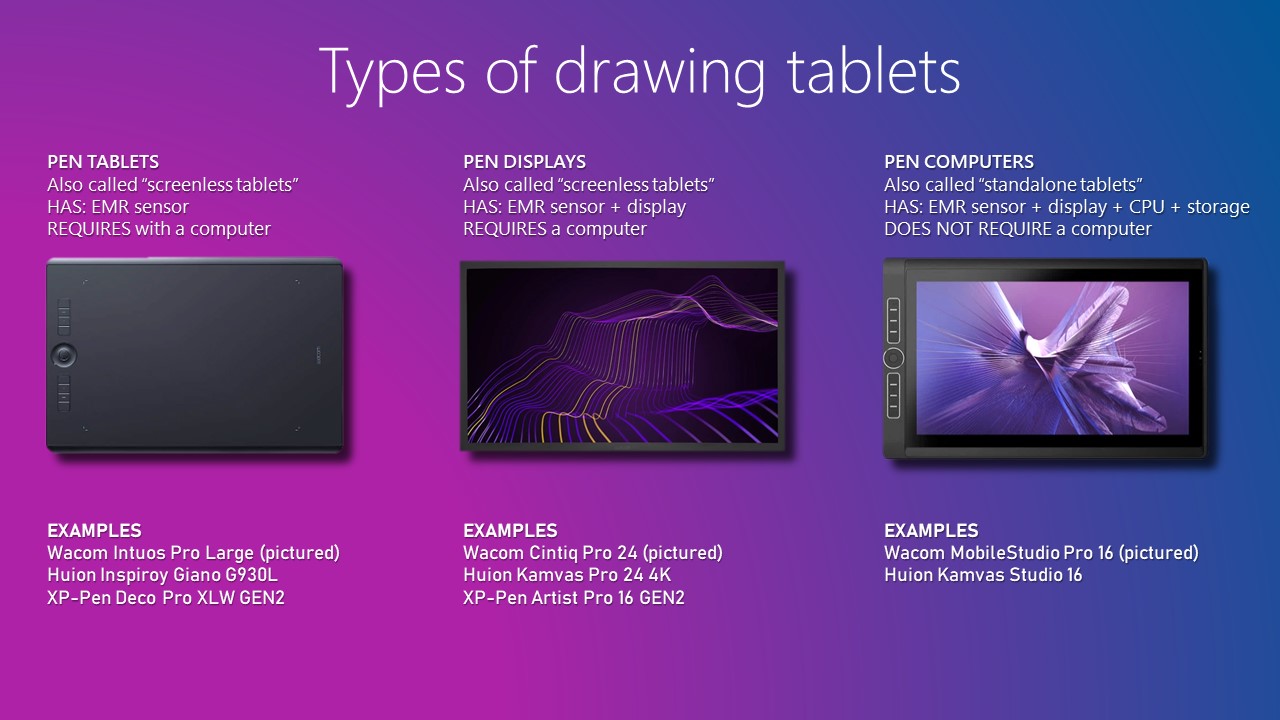 Types of drawing tablets
PEN TABLETS
Also called “screenless tablets”
HAS: EMR sensor
REQUIRES with a computer
PEN DISPLAYS
Also called “screenless tablets”
HAS: EMR sensor + display
REQUIRES a computer
PEN COMPUTERS
Also called “standalone tablets”
HAS: EMR sensor + display + CPU + storage
DOES NOT REQUIRE a computer
wacom
EXAMPLES
Wacom Intuos Pro Large (pictured)
Huion Inspiroy Giano G930L
XP-Pen Deco Pro XLW GEN2
EXAMPLES
Wacom Cintiq Pro 24 (pictured)
Huion Kamvas Pro 24 4K
XP-Pen Artist Pro 16 GEN2
EXAMPLES
Wacom MobileStudio Pro 16 (pictured)
Huion Kamvas Studio 16